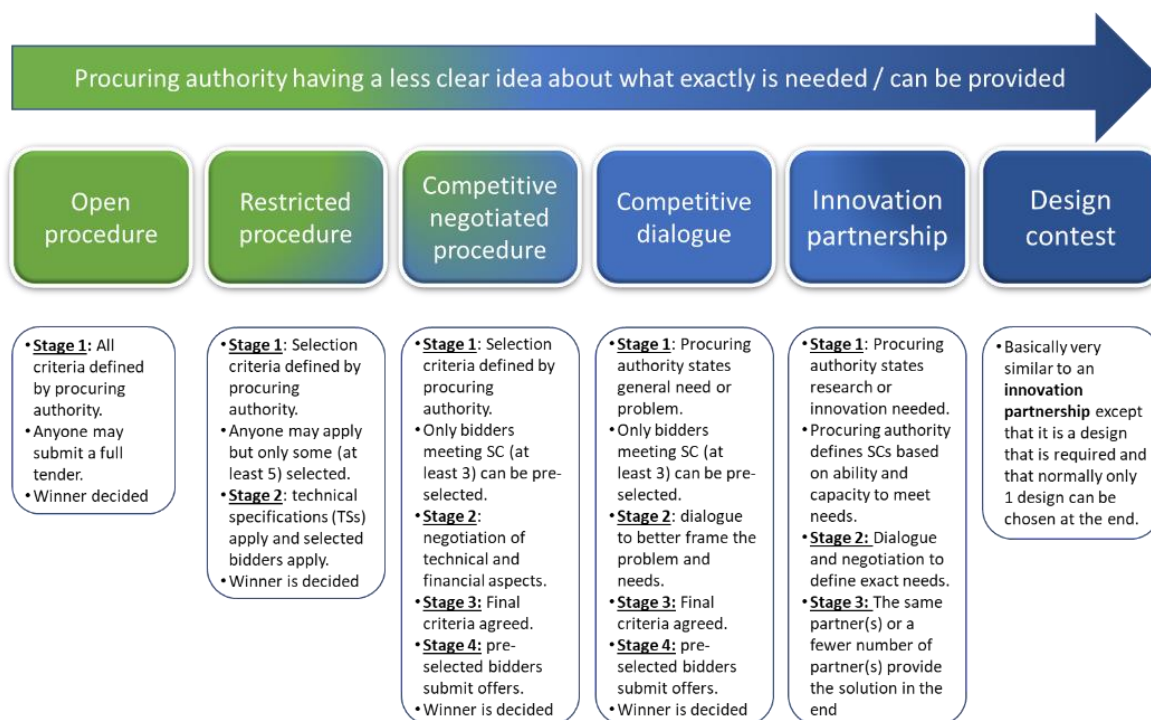 Procuring authority having a less clear idea about what exactly is needed / can be provided
Open
procedure
Restricted
procedure
Competitive
negotiated
procedure
Competitive
dialogue
Innovation
partnership
Design
contest
• Stage 1: All
criteria defined
by procuring
authority.
• Anyone may
submit a full
tender.
• Winner decided
• Stage 1: Selection
criteria defined by
procuring
authority.
• Anyone may apply
but only some (at
least 5) selected.
• Stage 2: technical
specifications (TSs)
apply and selected
bidders apply.
• Winner is decided
• Stage 1: Selection
criteria defined by
procuring
authority.
• Only bidders
meeting SC (at
least 3) can be pre-
selected.
• Stage 2:
negotiation of
technical and
financial aspects.
• Stage 3: Final
criteria agreed.
• Stage 4: pre-
selected bidders
submit offers.
• Winner is decided
• Stage 1: Procuring
authority states
general need or
problem.
• Only bidders
meeting SC (at
least 3) can be pre-
selected.
• Stage 2: dialogue
to better frame the
problem and
needs.
• Stage 3: Final
criteria agreed.
• Stage 4: pre-
selected bidders
submit offers.
• Winner is decided
• Stage 1: Procuring
authority states
research or
innovation needed.
• Procuring authority
defines SCs based
on ability and
capacity to meet
needs.
• Stage 2: Dialogue
and negotiation to
define exact needs.
• Stage 3: The same
partner(s) or a
fewer number of
partner(s) provide
the solution in the
end
• Basically very
similar to an
innovation
partnership except
that it is a design
that is required and
that normally only
1 design can be
chosen at the end.